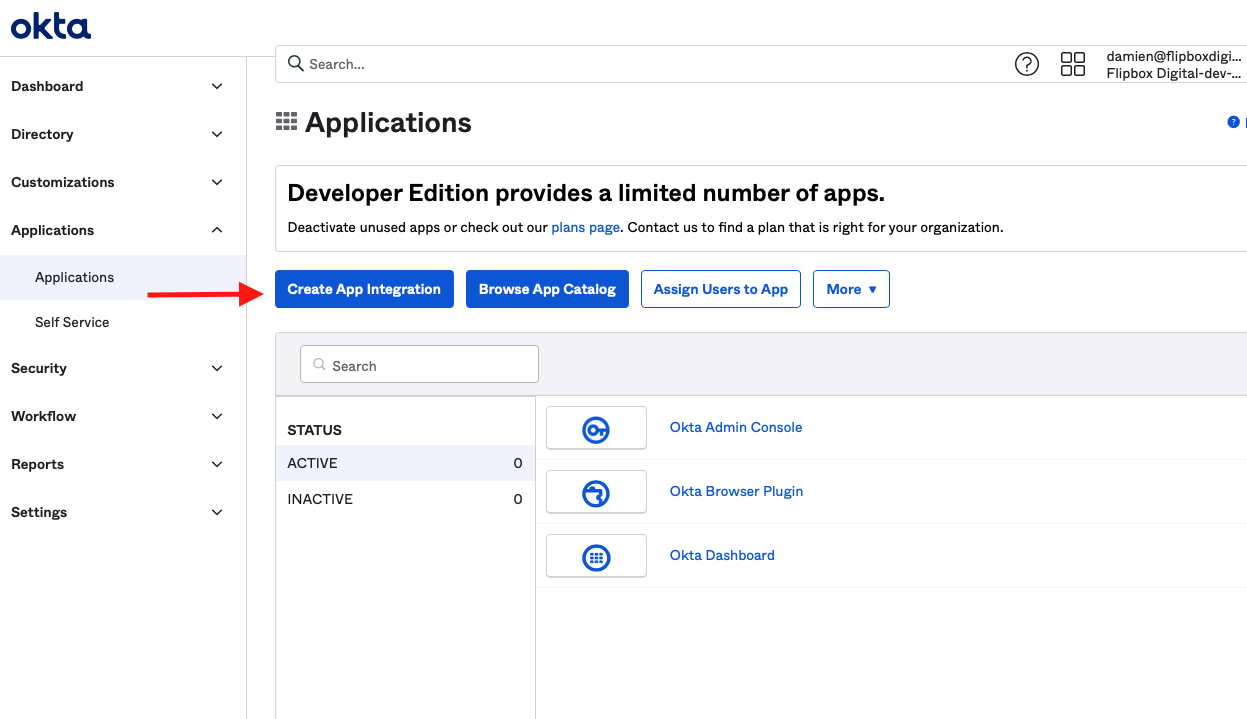 okta
Search...
damien@flipboxdigi...
Flipbox Digital-dev-...
Dashboard
Directory
Customizations
Applications
Applications
Self Service
Security
Workflow
Reports
Settings
Applications
Developer Edition provides a limited number of apps.
Deactivate unused apps or check out our plans page. Contact us to find a plan that is right for your organization.
Create App Integration
Browse App Catalog
Assign Users to App
More
Search
STATUS
ACTIVE 0
INACTIVE 0
Okta Admin Console
Okta Browser Plugin
Okta Dashboard